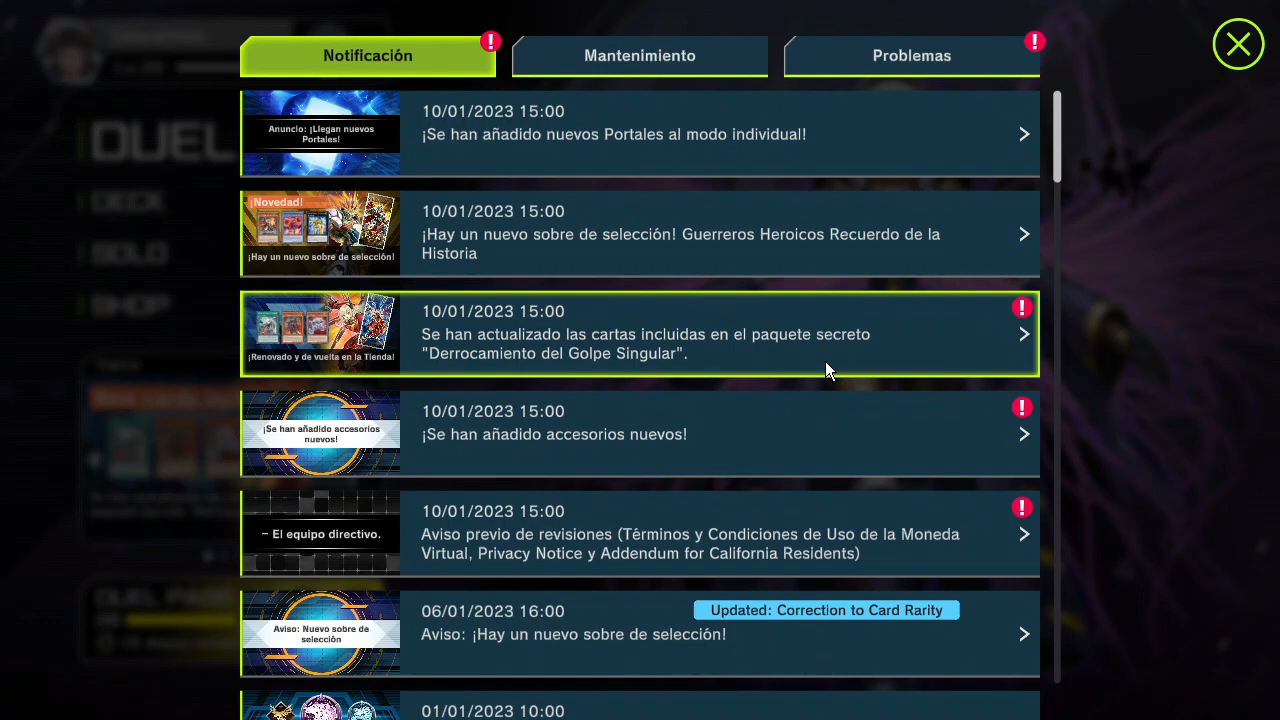 Notificación
Mantenimiento
Problemas
Anuncio: ¡Llegan nuevos
Portales!
10/01/2023 15:00
¡Se han añadido nuevos Portales al modo individual!
¡Novedad!
¡Hay un nuevo sobre de selección!
10/01/2023 15:00
¡Hay un nuevo sobre de selección! Guerreros Heroicos Recuerdo de la
Historia
¡Renovado y de vuelta en la Tienda!
10/01/2023 15:00
Se han actualizado las cartas incluidas en el paquete secreto
"Derrocamiento del Golpe Singular".
¡Se han añadido accesorios
nuevos!
10/01/2023 15:00
¡Se han añadido accesorios nuevos!
– El equipo directivo.
10/01/2023 15:00
Aviso previo de revisiones (Términos y Condiciones de Uso de la Moneda
Virtual, Privacy Notice y Addendum for California Residents)
Aviso: Nuevo sobre de
selección
06/01/2023 16:00
Updated: Correction to Card Rarity
Aviso: ¡Hay un nuevo sobre de selección!
01/01/2023 10:00
DUEL
DECK
SOLO
SHOP